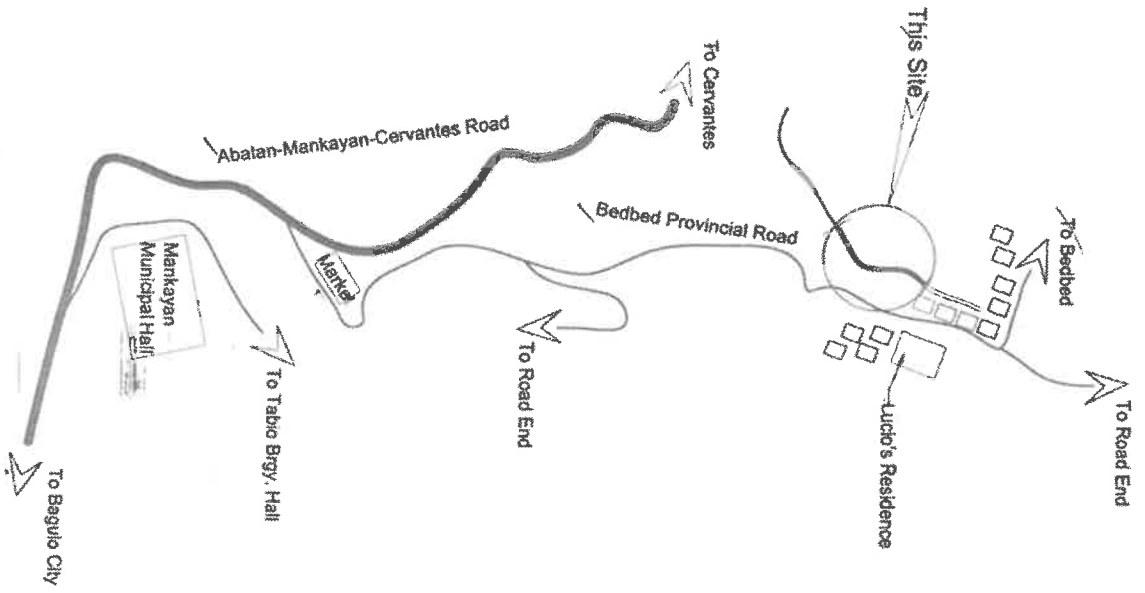 This Site
To Cervantes
Abatan-Mankayan-Cervantes Road
Bedbed Provincial Road
To Bedbed
Market
Mankayan
Municipal Hall
To Road End
To Road End
Lucio's Residence
To Tabio Brgy. Hall
To Baguio City